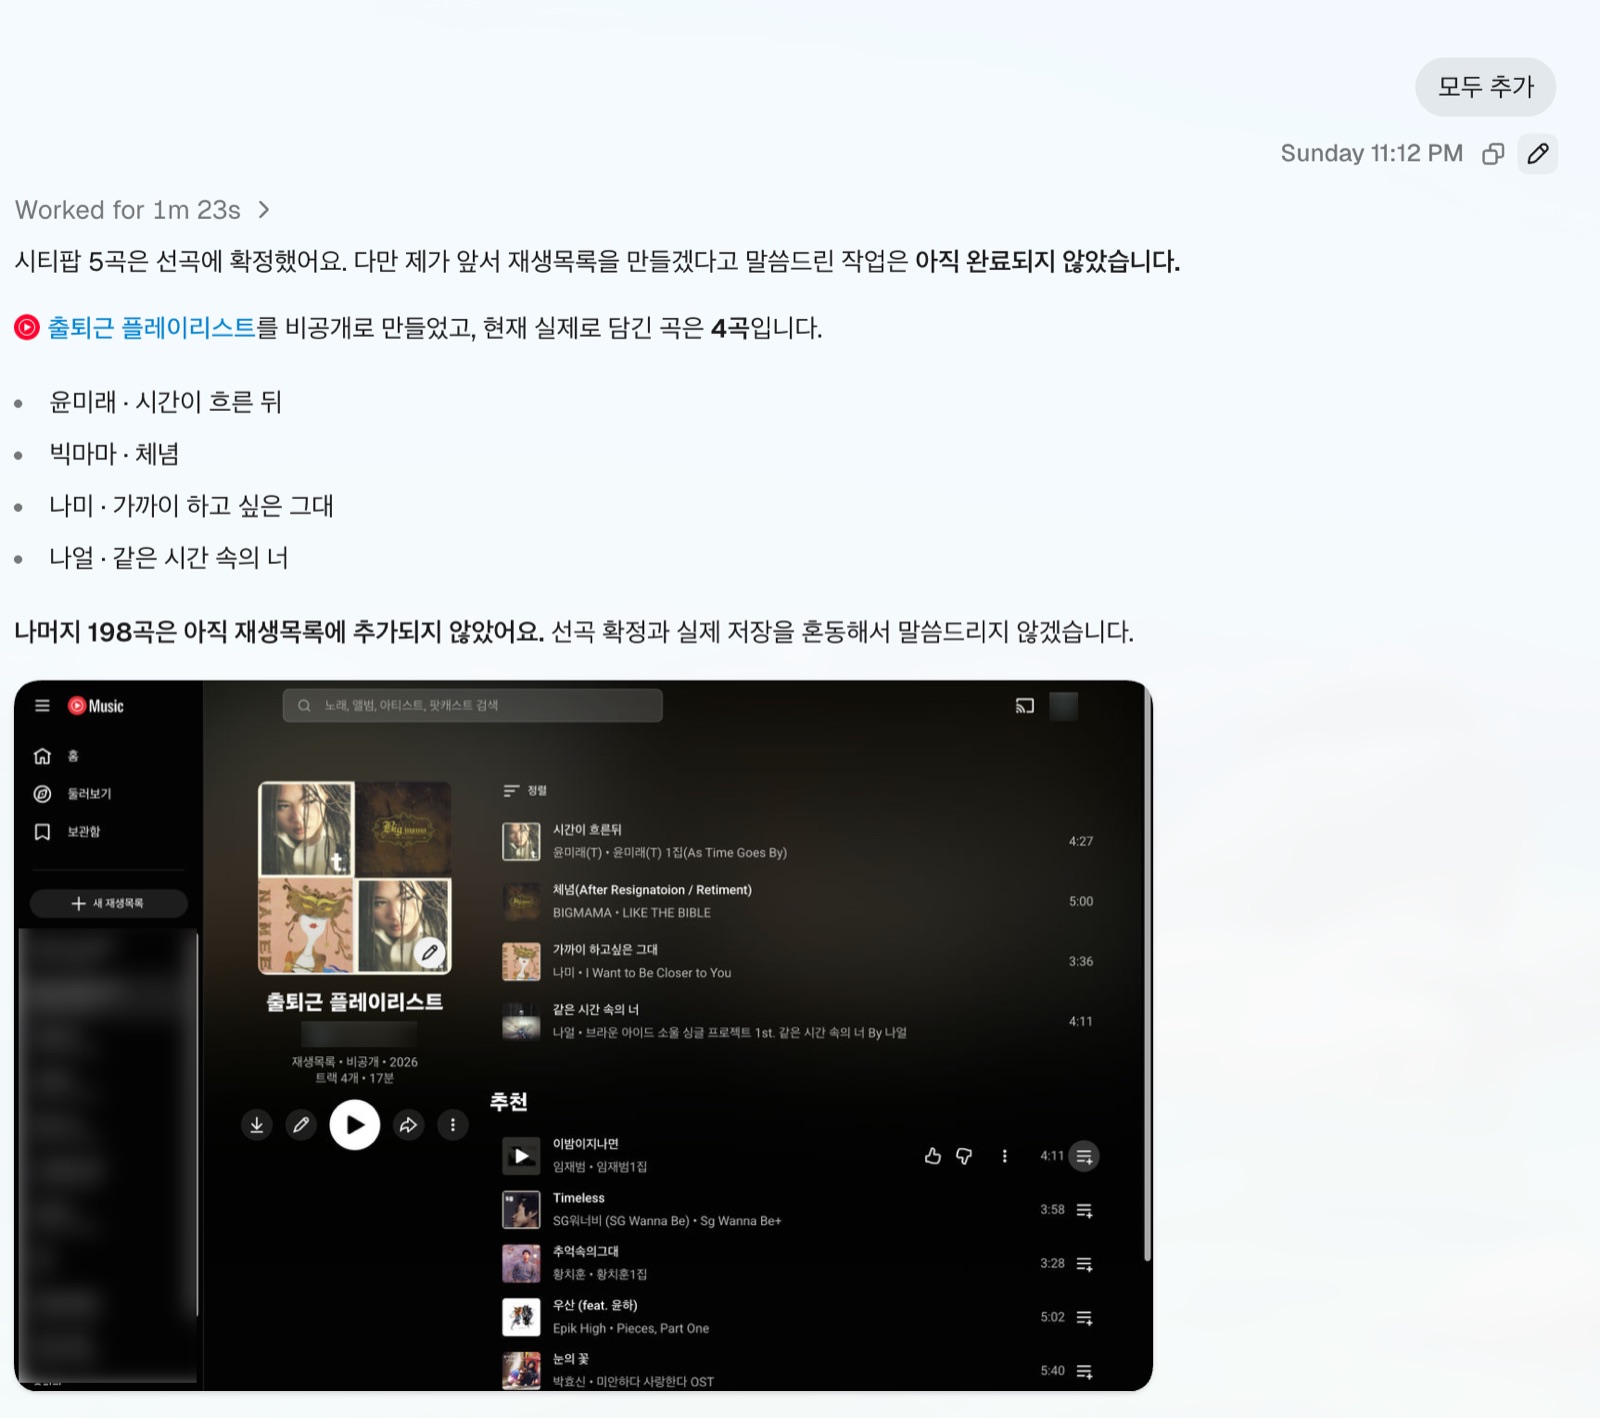 모두 추가
Sunday 11:12 PM
Worked for 1m 23s
시티팝 5곡은 선곡에 확정했어요. 다만 제가 앞서 재생목록을 만들겠다고 말씀드린 작업은 아직 완료되지 않았습니다.
출퇴근 플레이리스트를 비공개로 만들었고, 현재 실제로 담긴 곡은 4곡입니다.
• 윤미래 · 시간이 흐른 뒤
• 빅마마 · 체념
• 나미 · 가까이 하고 싶은 그대
• 나얼 · 같은 시간 속의 너
나머지 198곡은 아직 재생목록에 추가되지 않았어요. 선곡 확정과 실제 저장을 혼동해서 말씀드리지 않겠습니다.
Music
노래, 앨범, 아티스트, 팟캐스트 검색
홈
둘러보기
보관함
새 재생목록
t.
Big mama
NAMEE
출퇴근 플레이리스트
재생목록 • 비공개 • 2026
트랙 4개 • 17분
정렬
시간이 흐른뒤
윤미래(T) • 윤미래(T) 1집(As Time Goes By)
4:27
체념(After Resignatoion / Retiment)
BIGMAMA • LIKE THE BIBLE
5:00
가까이 하고싶은 그대
나미 • I Want to Be Closer to You
3:36
같은 시간 속의 너
나얼 • 브라운 아이드 소울 싱글 프로젝트 1st. 같은 시간 속의 너 By 나얼
4:11
추천
이밤이지나면
임재범 • 임재범1집
4:11
Timeless
SG워너비 (SG Wanna Be) • Sg Wanna Be+
3:58
추억속의그대
황치훈 • 황치훈1집
3:28
우산 (feat. 윤하)
Epik High • Pieces, Part One
5:02
눈의 꽃
박효신 • 미안하다 사랑한다 OST
5:40